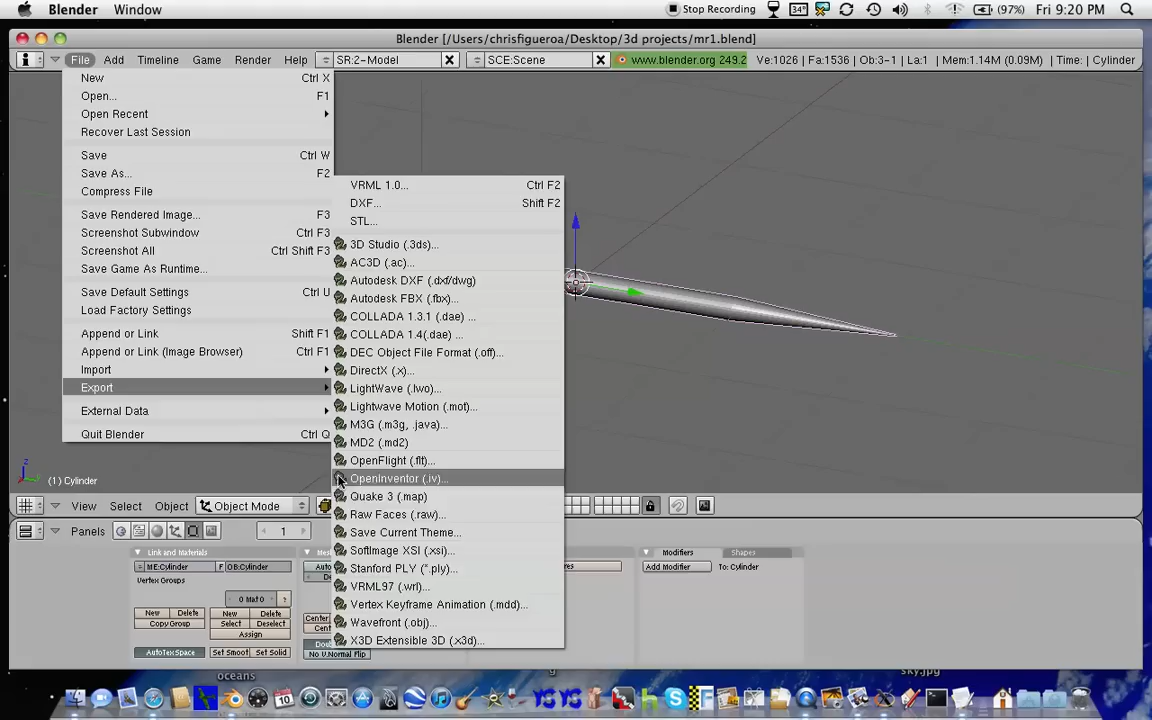 Blender Window Stop Recording 34° (97%) Fri 9:20 PM
Blender [/Users/chrisfigueroa/Desktop/3d projects/mr1.blend]
File Add Timeline Game Render Help SR:2-Model SCE:Scene www.blender.org 249.2 Ve:1026 | Fa:1536 | Ob:3-1 | La:1 | Mem:1.14M (0.09M) | Time: | Cylinder
New Ctrl X
Open... F1
Open Recent
Recover Last Session
Save Ctrl W
Save As... F2
Compress File
Save Rendered Image... F3
Screenshot Subwindow Ctrl F3
Screenshot All Ctrl Shift F3
Save Game As Runtime...
Save Default Settings Ctrl U
Load Factory Settings
Append or Link Shift F1
Append or Link (Image Browser) Ctrl F1
Import
Export
External Data
Quit Blender Ctrl Q
VRML 1.0... Ctrl F2
DXF... Shift F2
STL...
3D Studio (.3ds)...
AC3D (.ac)...
Autodesk DXF (.dxf/dwg)
Autodesk FBX (.fbx)...
COLLADA 1.3.1 (.dae) ...
COLLADA 1.4(.dae) ...
DEC Object File Format (.off)...
DirectX (.x)...
LightWave (.lwo)...
Lightwave Motion (.mot)...
M3G (.m3g, .java)...
MD2 (.md2)
OpenFlight (.flt)...
OpenInventor (.iv)...
Quake 3 (.map)
Raw Faces (.raw)...
Save Current Theme...
SoftImage XSI (.xsi)...
Stanford PLY (*.ply)...
VRML97 (.wrl)...
Vertex Keyframe Animation (.mdd)...
Wavefront (.obj)...
X3D Extensible 3D (.x3d)...
z
(1) Cylinder
View Select Object Object Mode
Panels 1
Link and Materials Modifiers Shapes
ME:Cylinder F OB:Cylinder Add Modifier To: Cylinder
Vertex Groups
0 Mat 0 ?
New Delete New Delete
Copy Group Select Deselect
Assign
AutoTexSpace Set Smoot Set Solid
No V.Normal Flip
oceans sky.jpg